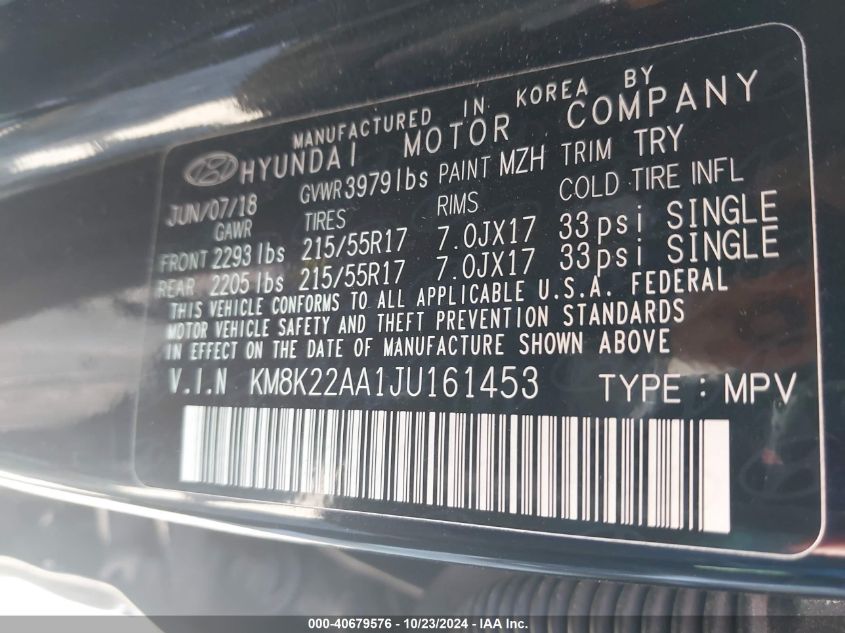 MANUFACTURED IN KOREA BY
HYUNDAI MOTOR COMPANY
JUN/07/18 GVWR 3979 lbs PAINT MZH TRIM TRY
GAWR TIRES RIMS COLD TIRE INFL
FRONT 2293 lbs 215/55R17 7.0JX17 33psi SINGLE
REAR 2205 lbs 215/55R17 7.0JX17 33psi SINGLE
THIS VEHICLE CONFORMS TO ALL APPLICABLE U.S.A. FEDERAL
MOTOR VEHICLE SAFETY AND THEFT PREVENTION STANDARDS
IN EFFECT ON THE DATE OF MANUFACTURE SHOWN ABOVE
V.I.N KM8K22AA1JU161453 TYPE : MPV
000-40679576 - 10/23/2024 - IAA Inc.